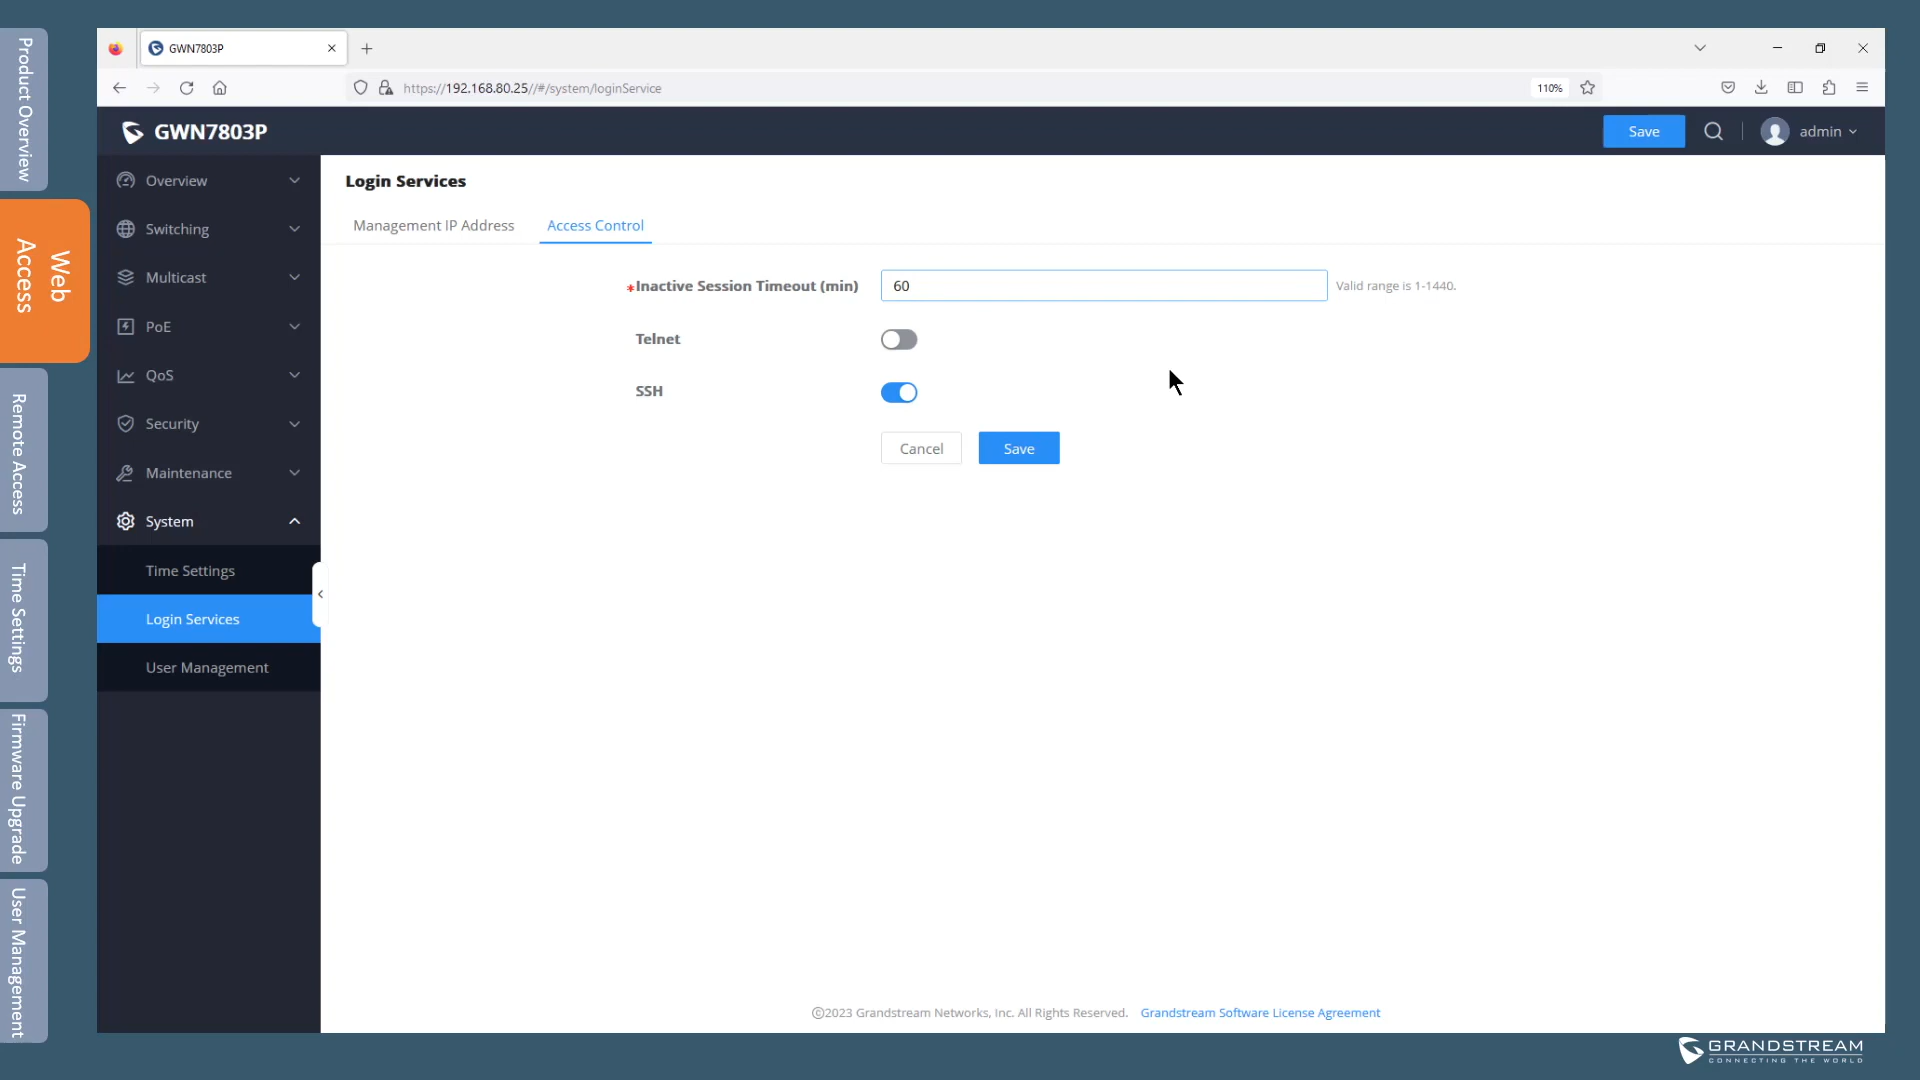 Product Overview
Web
Access
Remote Access
Time Settings
Firmware Upgrade
User Management
GWN7803P
https://192.168.80.25//#/system/loginService
110%
GWN7803P
Save
admin
Overview
Switching
Multicast
PoE
QoS
Security
Maintenance
System
Time Settings
Login Services
User Management
Login Services
Management IP Address
Access Control
*Inactive Session Timeout (min)
60
Valid range is 1-1440.
Telnet
SSH
Cancel
Save
©2023 Grandstream Networks, Inc. All Rights Reserved. Grandstream Software License Agreement
GRANDSTREAM
CONNECTING THE WORLD